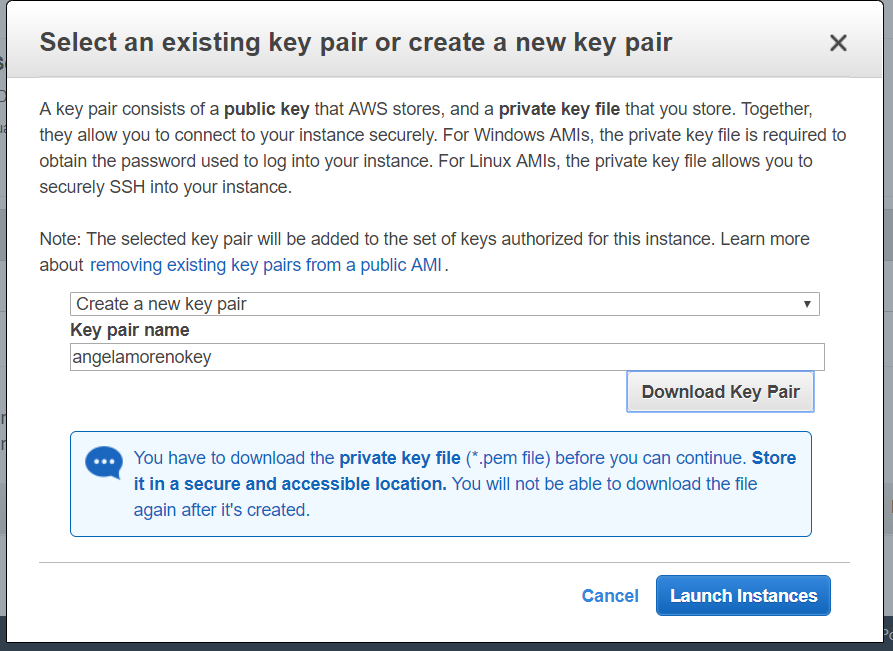 Select an existing key pair or create a new key pair
A key pair consists of a public key that AWS stores, and a private key file that you store. Together,
they allow you to connect to your instance securely. For Windows AMIs, the private key file is required to
obtain the password used to log into your instance. For Linux AMIs, the private key file allows you to
securely SSH into your instance.
Note: The selected key pair will be added to the set of keys authorized for this instance. Learn more
about removing existing key pairs from a public AMI.
Create a new key pair
Key pair name
angelamorenokey
Download Key Pair
You have to download the private key file (*.pem file) before you can continue. Store
it in a secure and accessible location. You will not be able to download the file
again after it's created.
Cancel Launch Instances